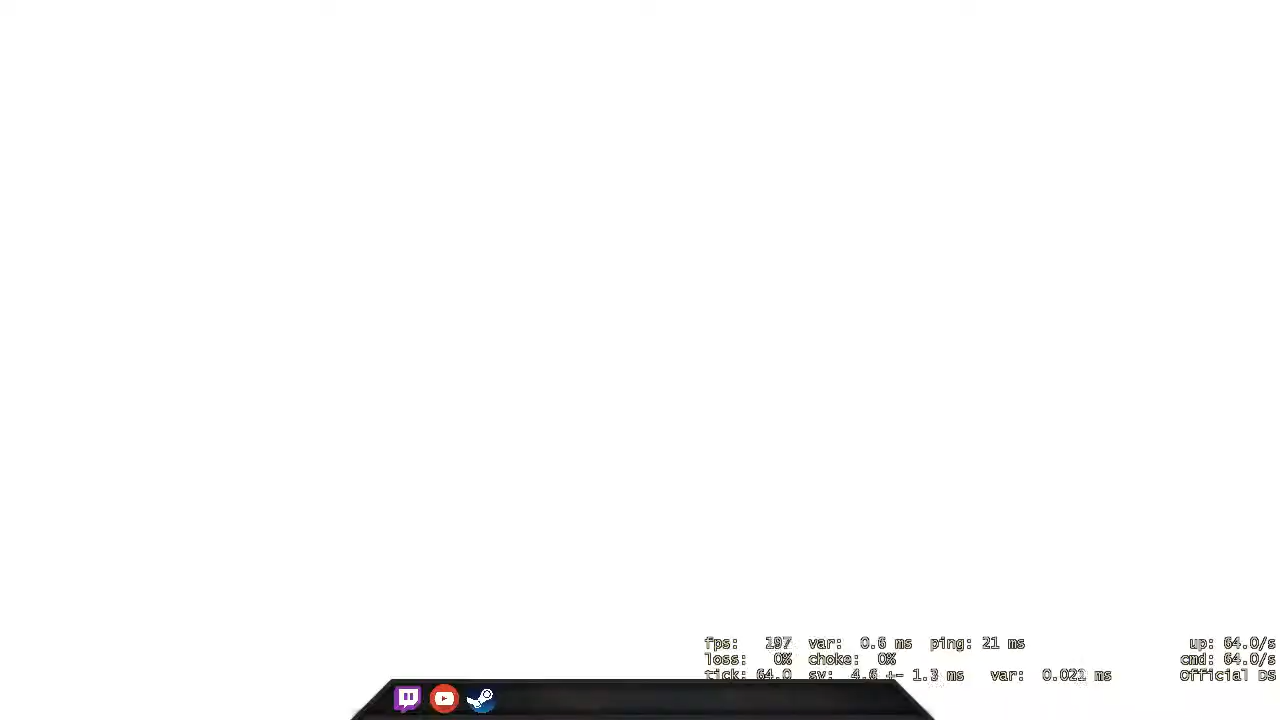 fps: 197 var: 0.6 ms ping: 21 ms up: 64.0/s
loss: 0% choke: 0% cmd: 64.0/s
tick: 64.0 sv: 4.6 +- 1.3 ms var: 0.021 ms Official DS